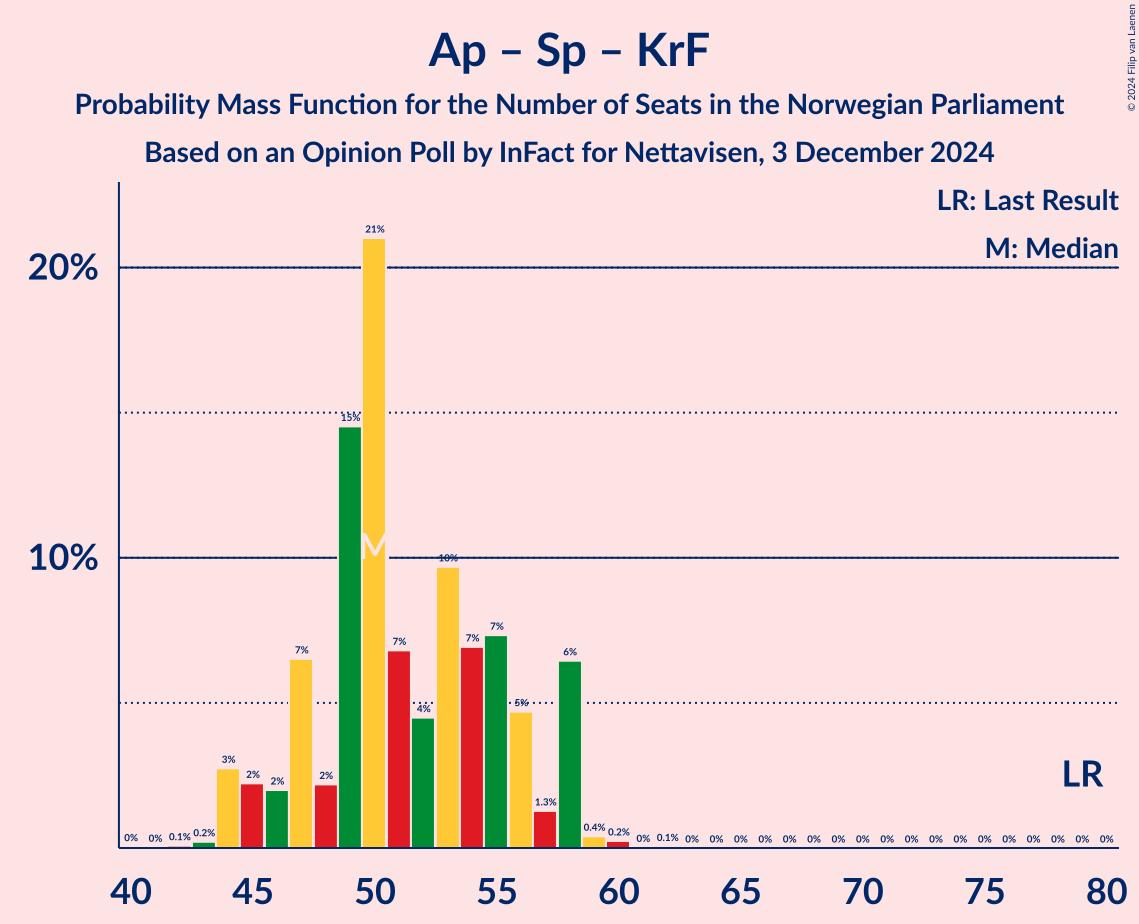 Ap – Sp – KrF
Probability Mass Function for the Number of Seats in the Norwegian Parliament
Based on an Opinion Poll by InFact for Nettavisen, 3 December 2024
© 2024 Filip van Laenen
LR: Last Result
M: Median
20%
10%
0% 0% 0.1% 0.2% 3% 2% 2% 7% 2% 15% 21% 7% 4% 10% 7% 7% 5% 1.3% 6% 0.4% 0.2% 0% 0.1% 0% 0% 0% 0% 0% 0% 0% 0% 0% 0% 0% 0% 0% 0% 0% 0% 0% 0%
M
LR
40 45 50 55 60 65 70 75 80